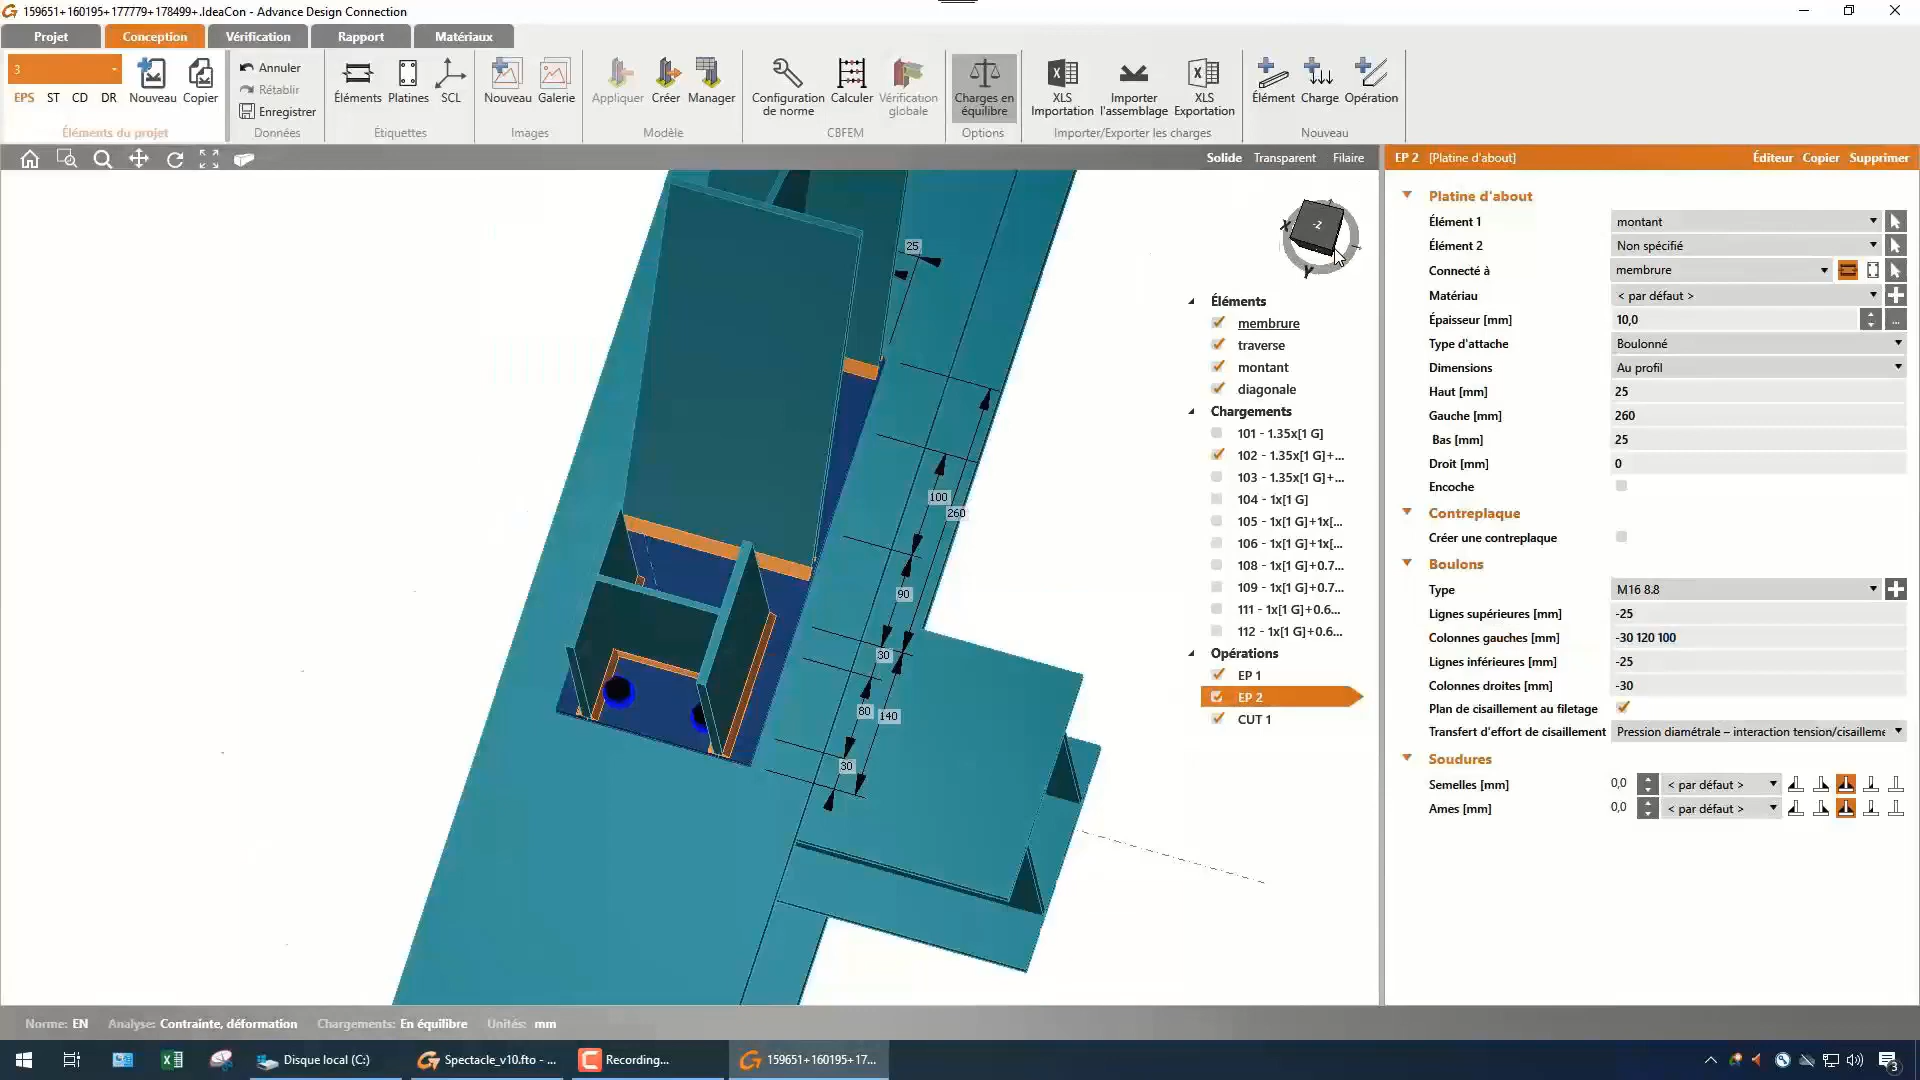 159651+160195+177779+178499+.IdeaCon - Advance Design Connection
Projet
Conception
Vérification
Rapport
Matériaux
3
EPS ST CD DR
Nouveau
Copier
Éléments du projet
Annuler
Rétablir
Enregistrer
Données
Éléments
Platines
SCL
Étiquettes
Nouveau
Galerie
Images
Appliquer
Créer
Manager
Modèle
Configuration
de norme
Calculer
Vérification
globale
CBFEM
Charges en
équilibre
Options
XLS
Importation
Importer
l'assemblage
XLS
Exportation
Importer/Exporter les charges
Élément
Charge
Opération
Nouveau
Solide Transparent Filaire
EP 2 [Platine d'about]
Éditeur Copier Supprimer
X
-Z
Y
25
100
260
90
30
80
140
30
Éléments
membrure
traverse
montant
diagonale
Chargements
101 - 1.35x[1 G]
102 - 1.35x[1 G]+...
103 - 1.35x[1 G]+...
104 - 1x[1 G]
105 - 1x[1 G]+1x[...
106 - 1x[1 G]+1x[...
108 - 1x[1 G]+0.7...
109 - 1x[1 G]+0.7...
111 - 1x[1 G]+0.6...
112 - 1x[1 G]+0.6...
Opérations
EP 1
EP 2
CUT 1
Platine d'about
Élément 1 montant
Élément 2 Non spécifié
Connecté à membrure
Matériau < par défaut >
Épaisseur [mm] 10,0 ...
Type d'attache Boulonné
Dimensions Au profil
Haut [mm] 25
Gauche [mm] 260
Bas [mm] 25
Droit [mm] 0
Encoche
Contreplaque
Créer une contreplaque
Boulons
Type M16 8.8
Lignes supérieures [mm] -25
Colonnes gauches [mm] -30 120 100
Lignes inférieures [mm] -25
Colonnes droites [mm] -30
Plan de cisaillement au filetage
Transfert d'effort de cisaillement Pression diamétrale – interaction tension/cisailleme
Soudures
Semelles [mm] 0,0 < par défaut >
Ames [mm] 0,0 < par défaut >
Norme: EN Analyse: Contrainte, déformation Chargements: En équilibre Unités: mm
Disque local (C:)
Spectacle_v10.fto - ...
Recording...
159651+160195+17...
3